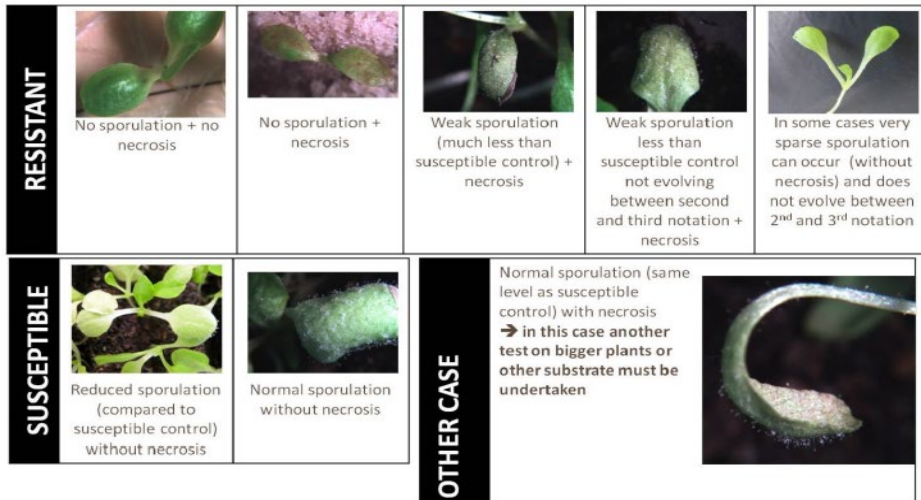 RESISTANT
No sporulation + no
necrosis
No sporulation +
necrosis
Weak sporulation
(much less than
susceptible control) +
necrosis
Weak sporulation
less than
susceptible control
not evolving
between second
and third notation +
necrosis
In some cases very
sparse sporulation
can occur (without
necrosis) and does
not evolve between
2nd and 3rd notation
SUSCEPTIBLE
Reduced sporulation
(compared to
susceptible control)
without necrosis
Normal sporulation
without necrosis
OTHER CASE
Normal sporulation (same
level as susceptible
control) with necrosis
➔ in this case another
test on bigger plants or
other substrate must be
undertaken